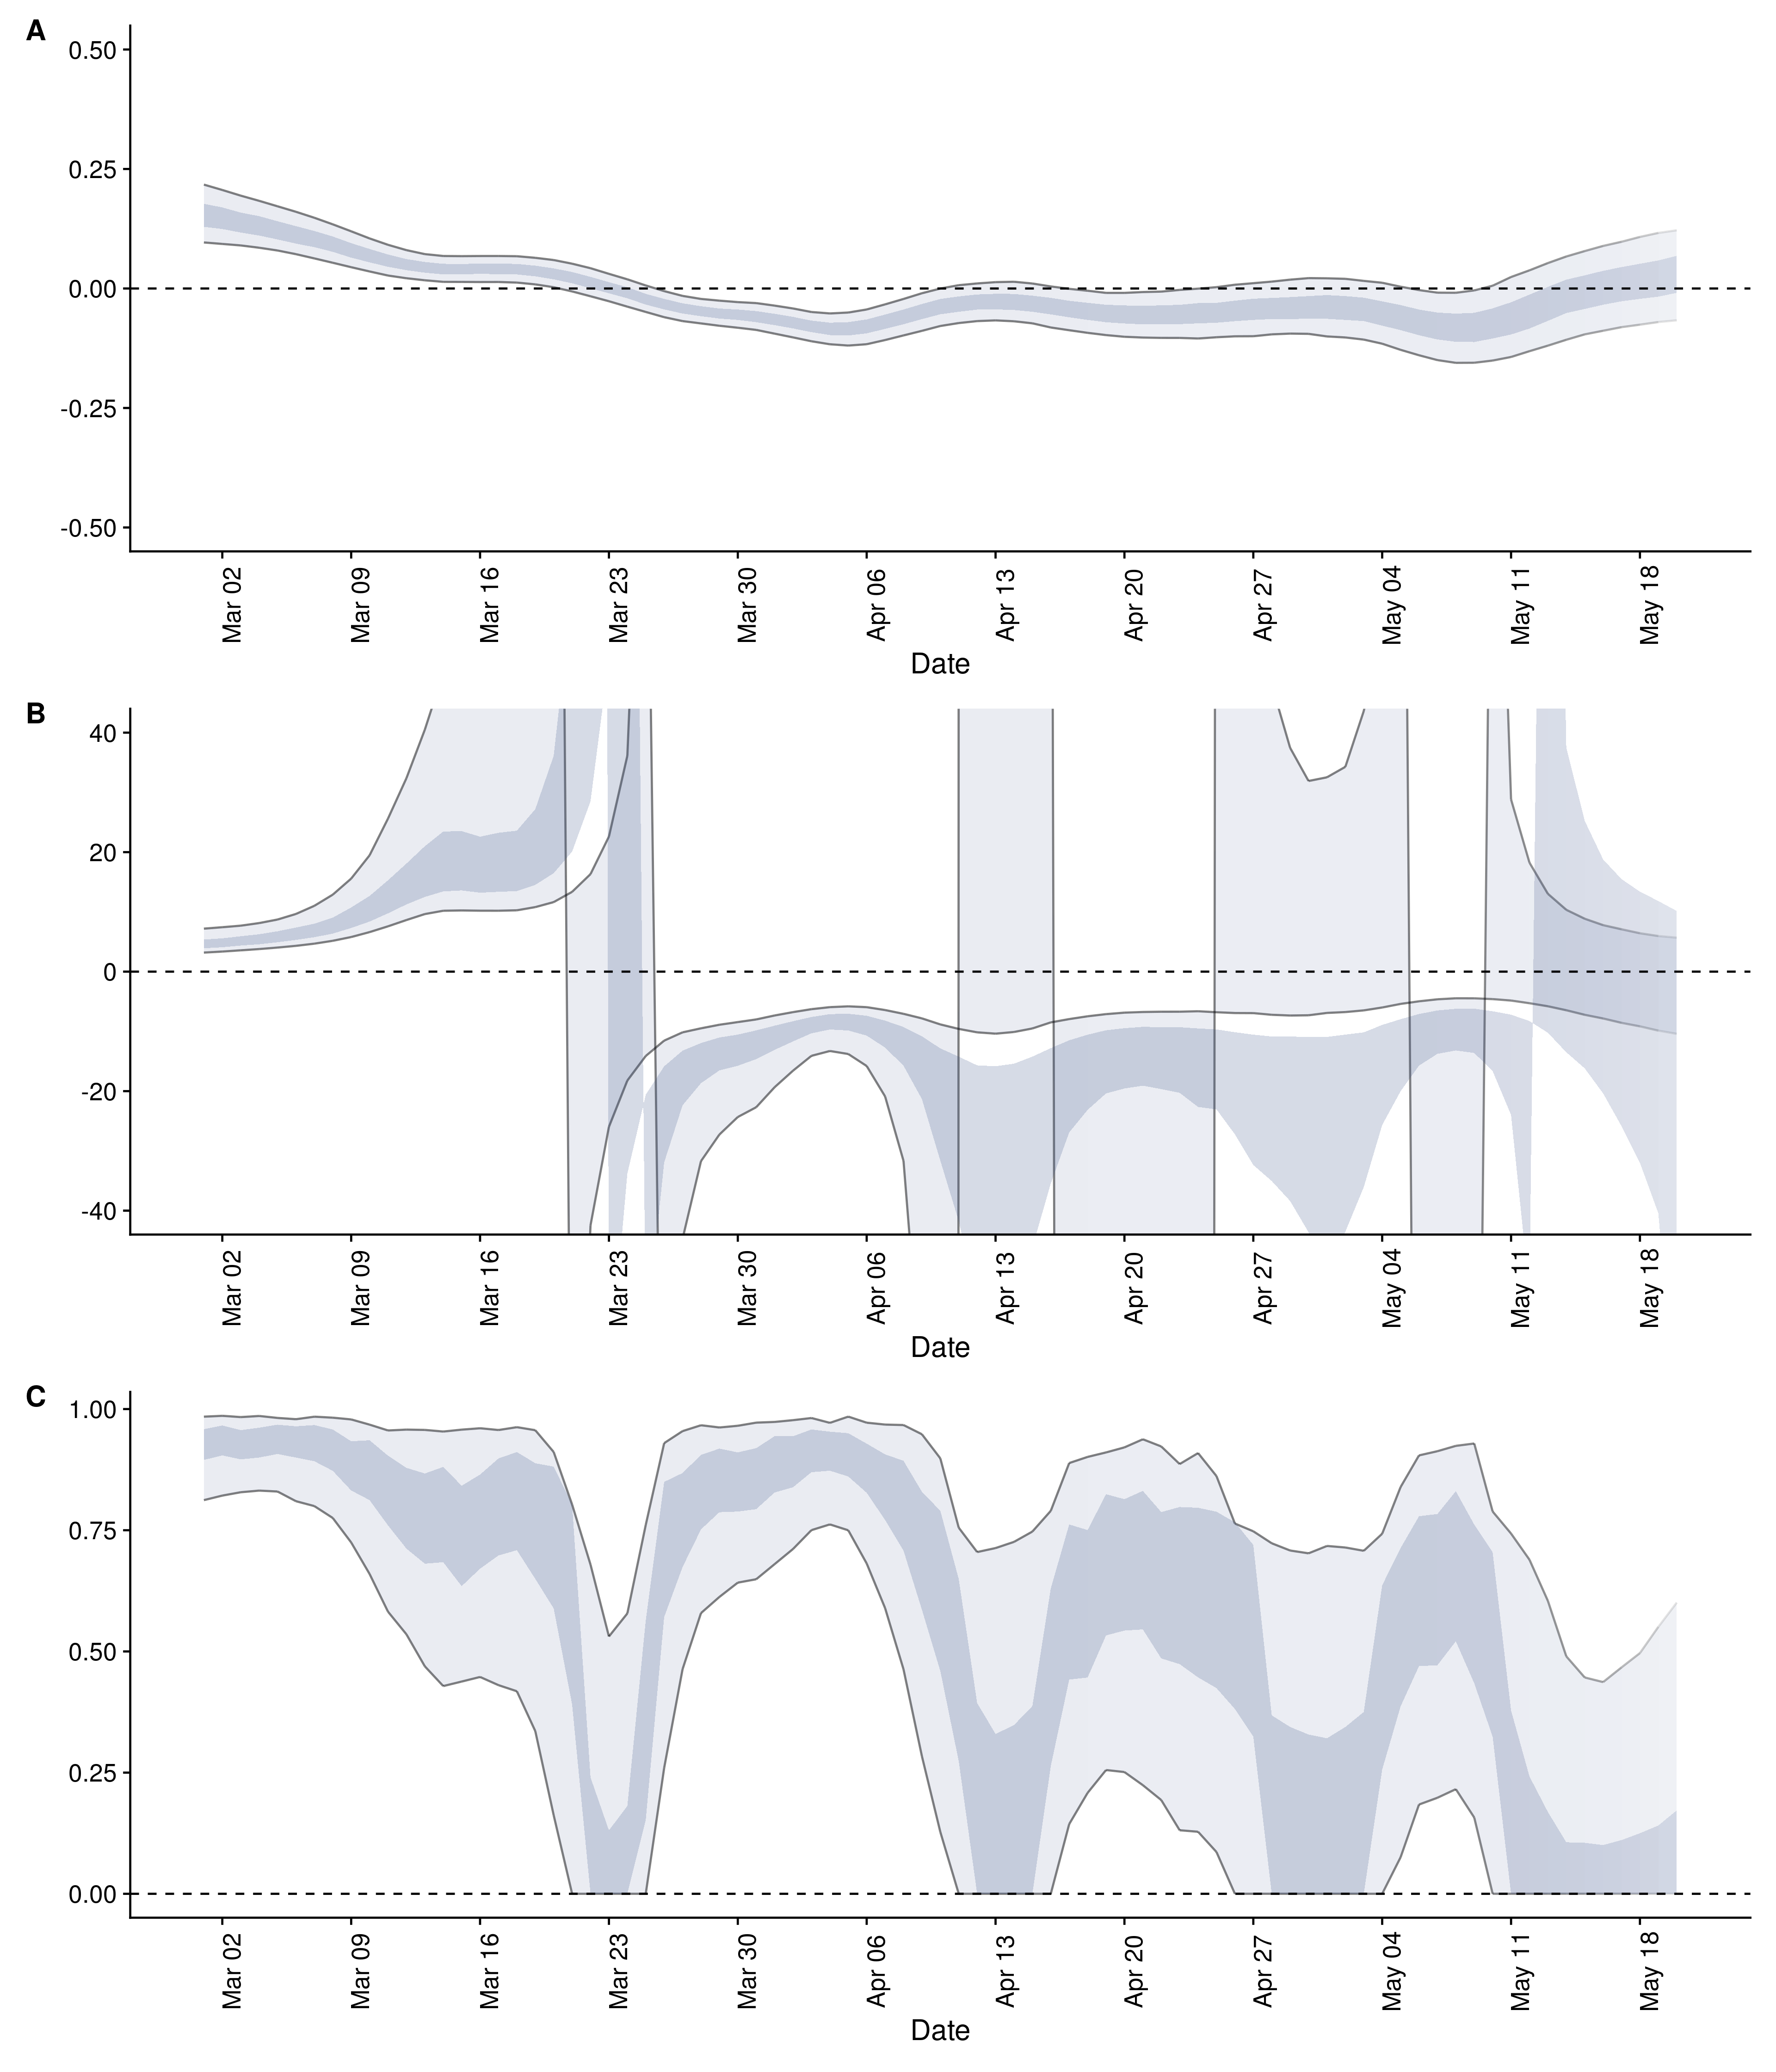 A
0.50
0.25
0.00
-0.25
-0.50
Mar 02
Mar 09
Mar 16
Mar 23
Mar 30
Apr 06
Apr 13
Apr 20
Apr 27
May 04
May 11
May 18
Date
B
40
20
0
-20
-40
Mar 02
Mar 09
Mar 16
Mar 23
Mar 30
Apr 06
Apr 13
Apr 20
Apr 27
May 04
May 11
May 18
Date
C
1.00
0.75
0.50
0.25
0.00
Mar 02
Mar 09
Mar 16
Mar 23
Mar 30
Apr 06
Apr 13
Apr 20
Apr 27
May 04
May 11
May 18
Date